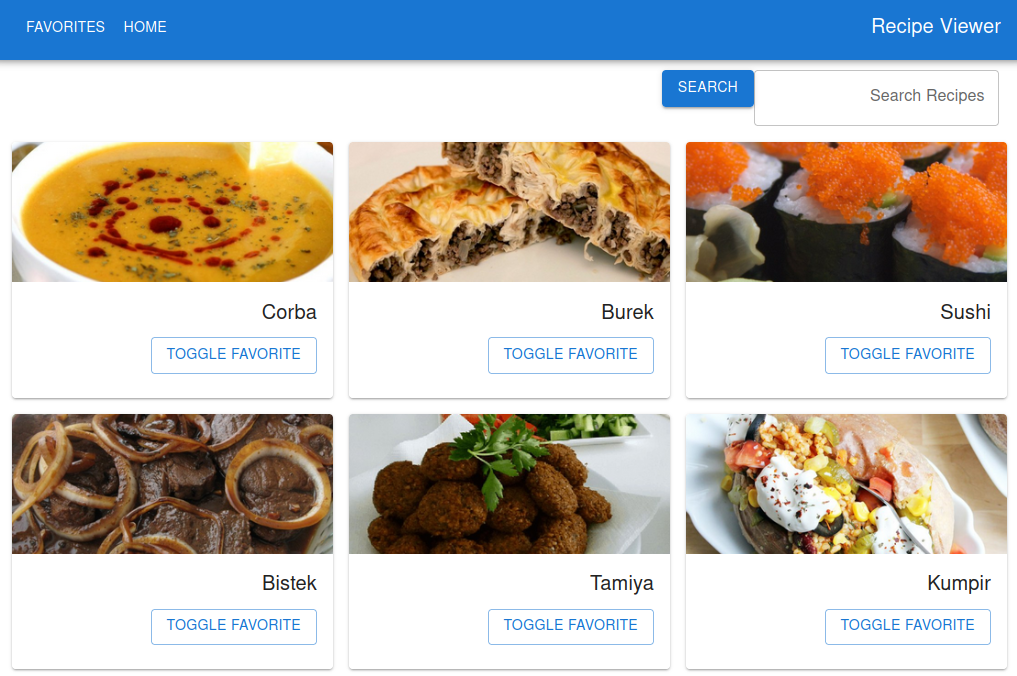 FAVORITES HOME Recipe Viewer
SEARCH Search Recipes
Corba
TOGGLE FAVORITE
Burek
TOGGLE FAVORITE
Sushi
TOGGLE FAVORITE
Bistek
TOGGLE FAVORITE
Tamiya
TOGGLE FAVORITE
Kumpir
TOGGLE FAVORITE